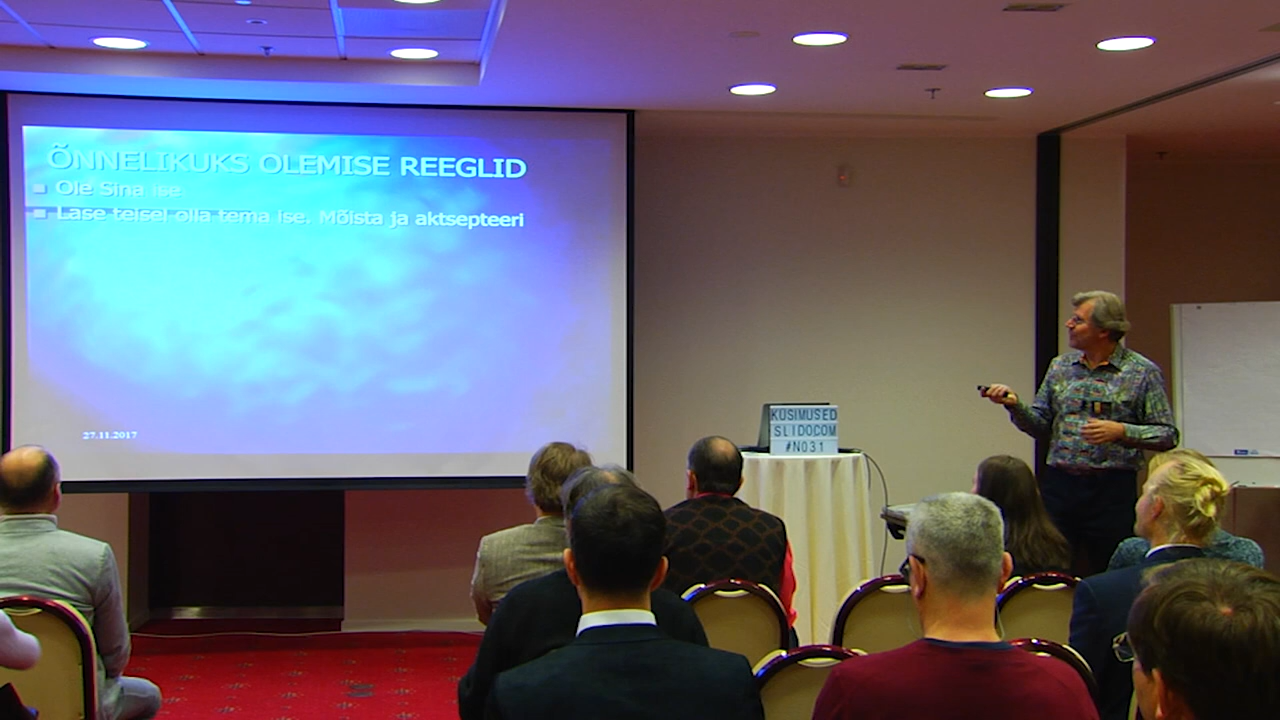 ÕNNELIKUKS OLEMISE REEGLID
Ole Sina ise
Lase teisel olla tema ise. Mõista ja aktsepteeri
27.11.2017
KÜSIMUSED
SLIDOCOM
#N031